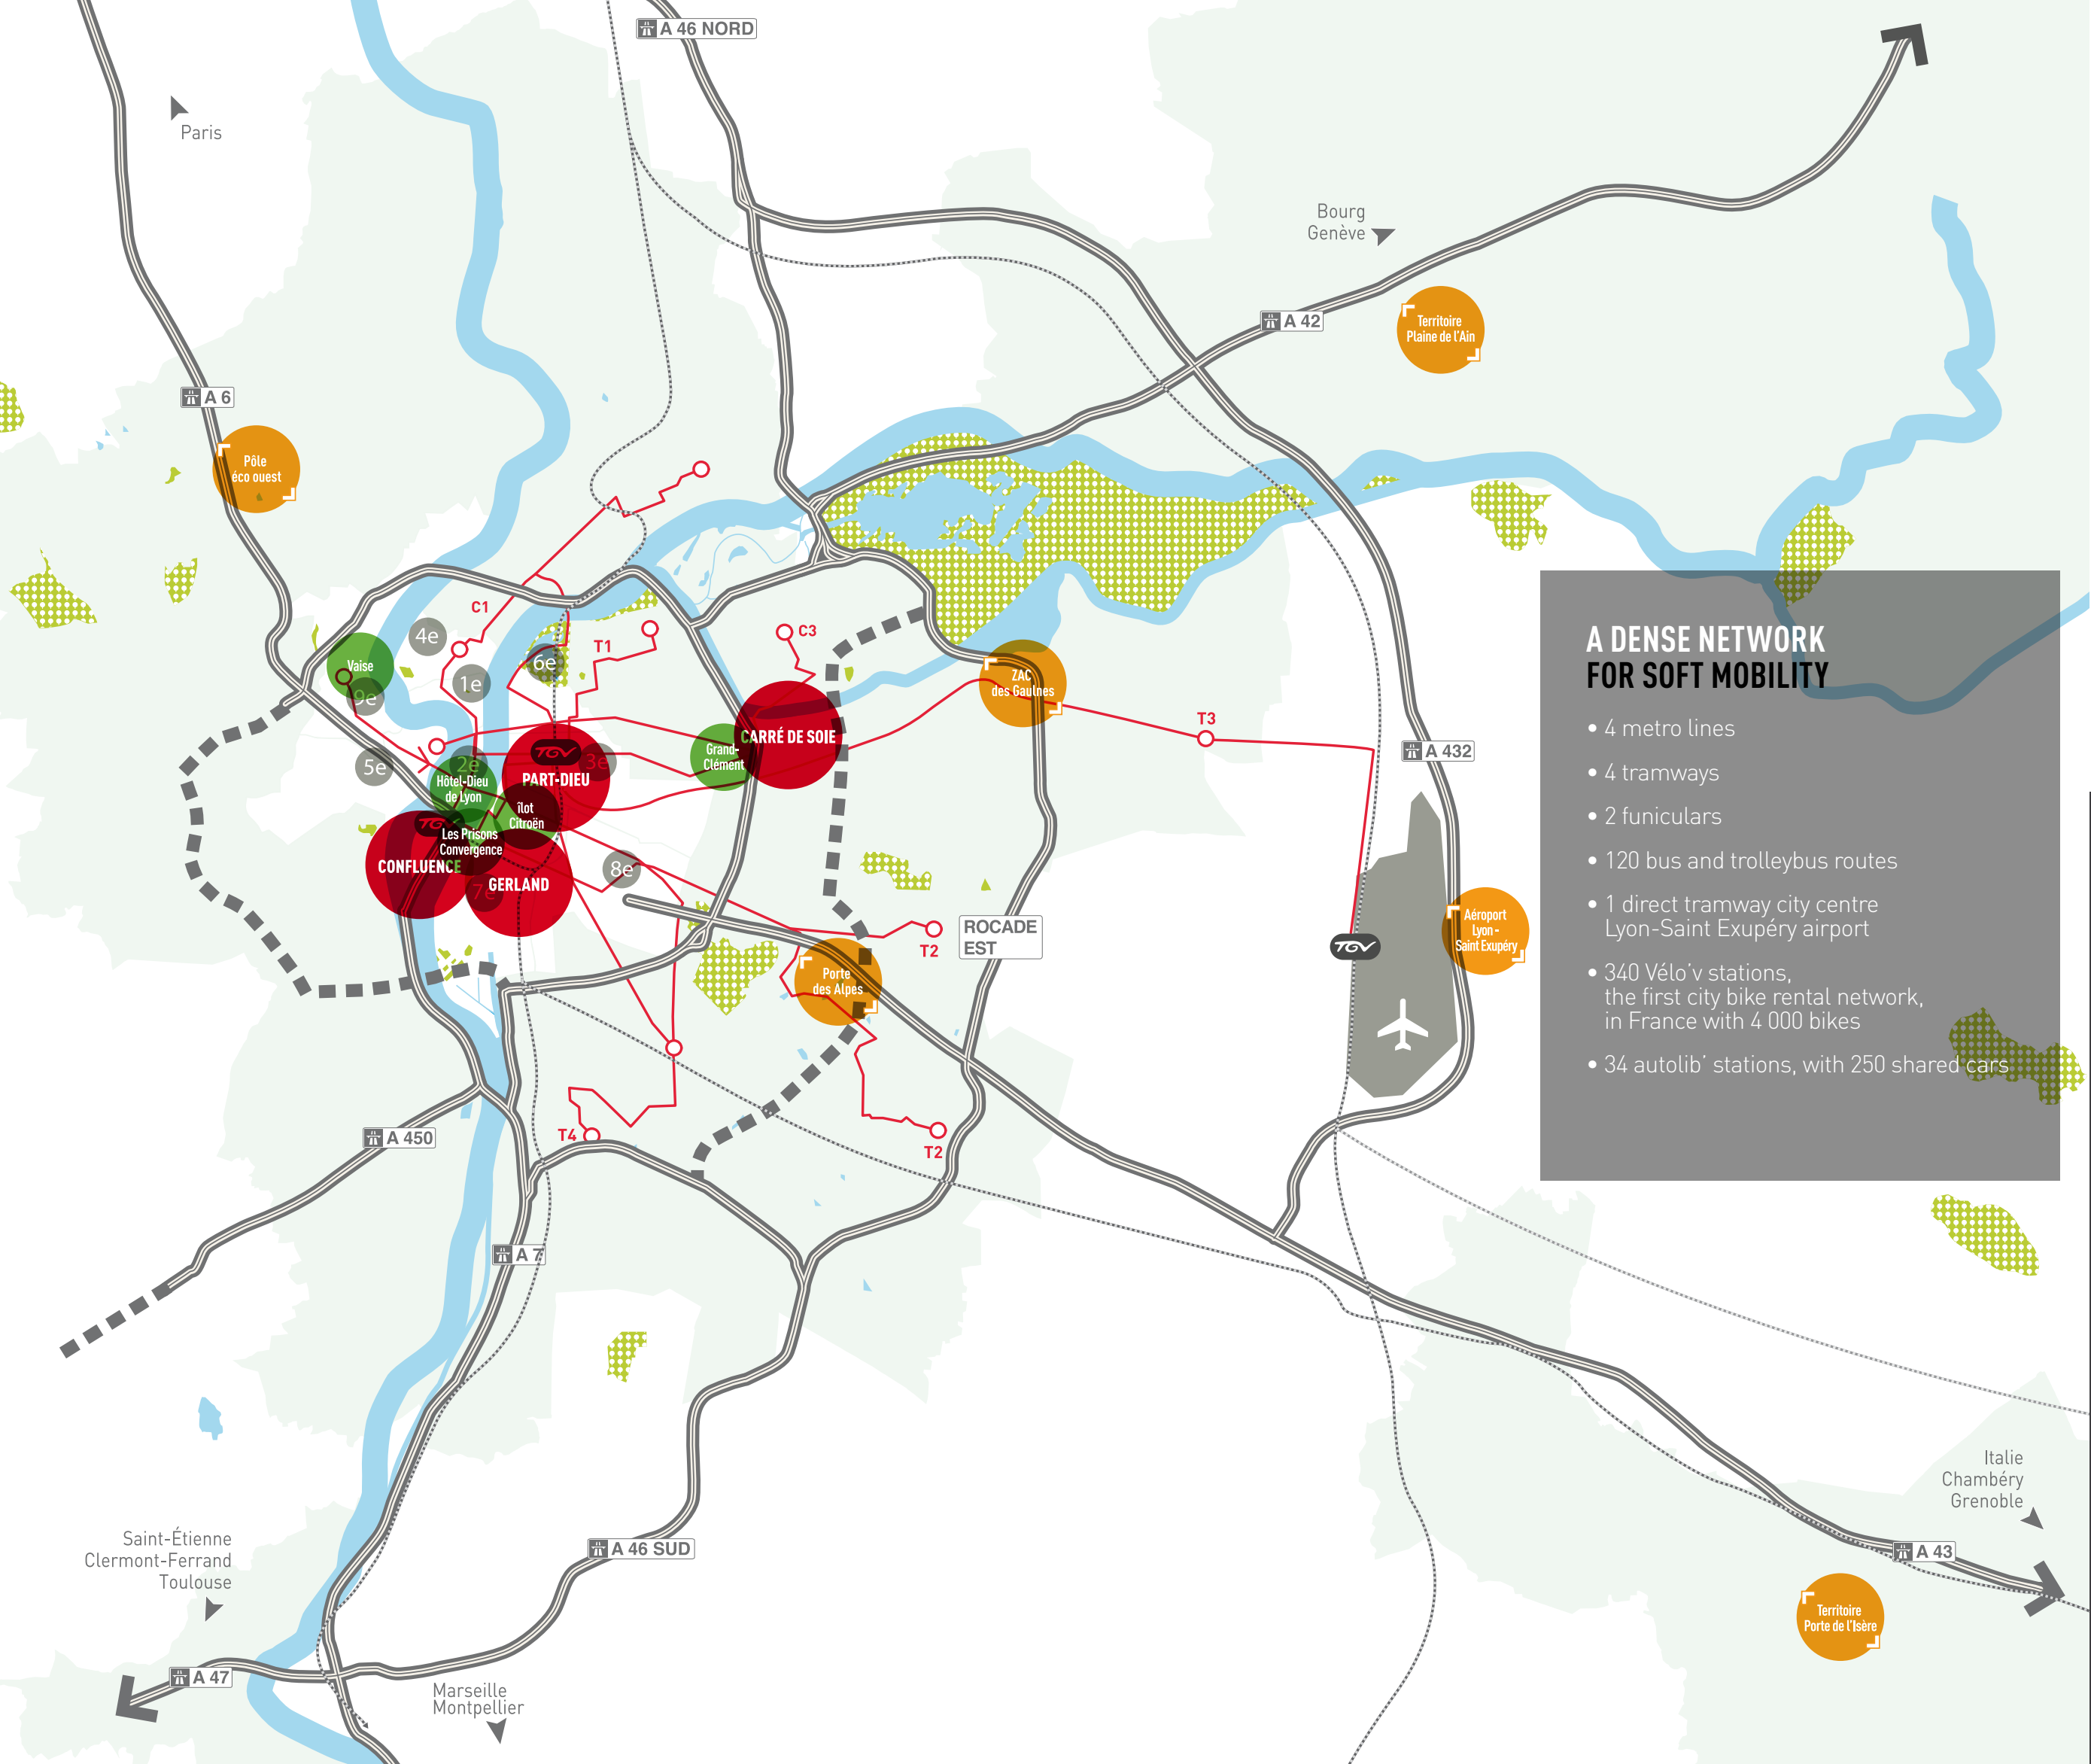 A 46 NORD
Paris
Bourg
Genève
A 42
Territoire
Plaine de l'Ain
A 6
Pôle
éco ouest
C1
4e
T1
C3
6e
Vaise
1e
9e
ZAC
des Gaulnes
T3
A 432
CARRÉ DE SOIE
Grand-
Clément
TGV
3e
PART-DIEU
5e
2e
Hôtel-Dieu
de Lyon
îlot
Citroën
TGV
Les Prisons
Convergence
CONFLUENCE
GERLAND
7e
8e
ROCADE
EST
T2
TGV
Aéroport
Lyon -
Saint Exupéry
Porte
des Alpes
T4
T2
A 450
A 7
A DENSE NETWORK
FOR SOFT MOBILITY
• 4 metro lines
• 4 tramways
• 2 funiculars
• 120 bus and trolleybus routes
• 1 direct tramway city centre
Lyon-Saint Exupéry airport
• 340 Vélo'v stations,
the first city bike rental network,
in France with 4 000 bikes
• 34 autolib' stations, with 250 shared cars
Italie
Chambéry
Grenoble
A 43
Territoire
Porte de l'Isère
Saint-Étienne
Clermont-Ferrand
Toulouse
A 46 SUD
A 47
Marseille
Montpellier